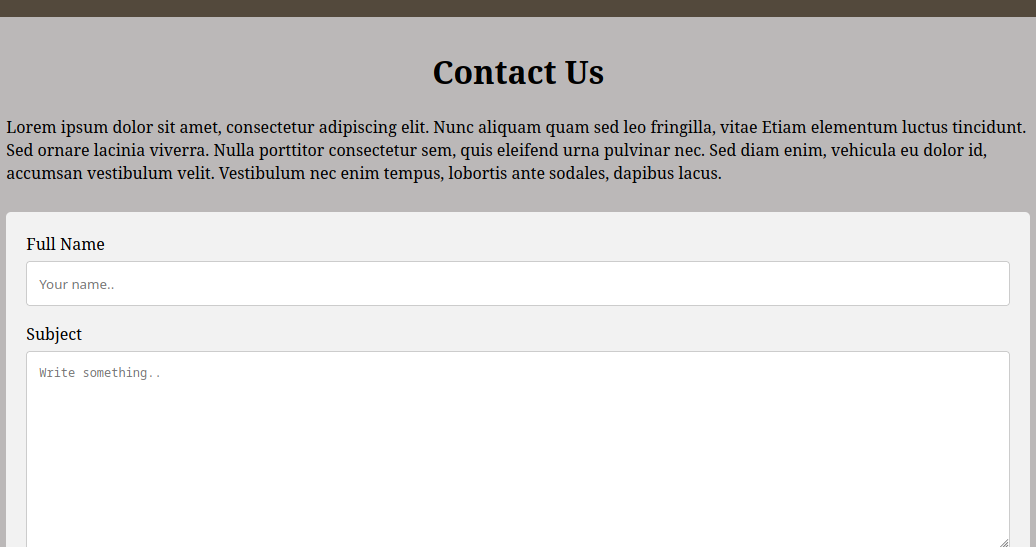 Contact Us
Lorem ipsum dolor sit amet, consectetur adipiscing elit. Nunc aliquam quam sed leo fringilla, vitae Etiam elementum luctus tincidunt.
Sed ornare lacinia viverra. Nulla porttitor consectetur sem, quis eleifend urna pulvinar nec. Sed diam enim, vehicula eu dolor id,
accumsan vestibulum velit. Vestibulum nec enim tempus, lobortis ante sodales, dapibus lacus.
Full Name
Your name..
Subject
Write something..